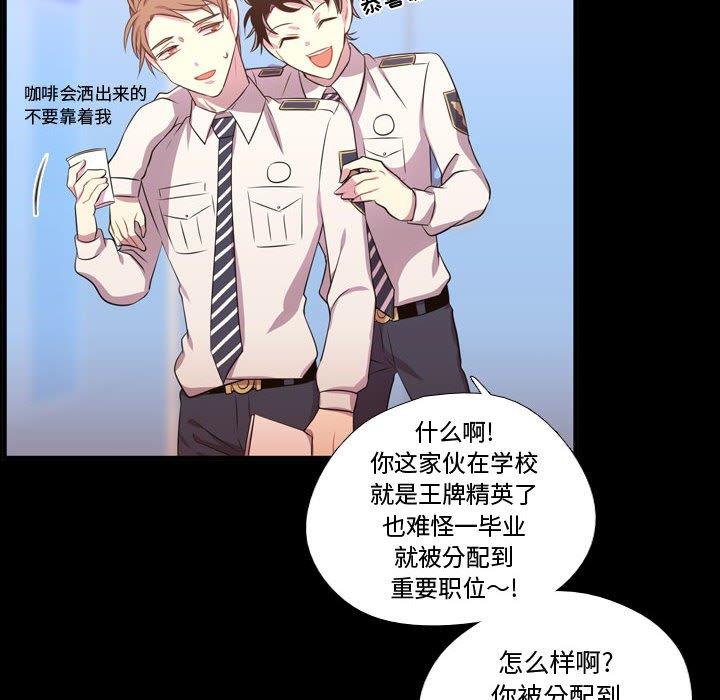 恭喜
咖啡会洒出来的
不要靠着我
什么啊!
你这家伙在学校
就是王牌精英了
也难怪一毕业
就被分配到
重要职位～!
怎么样啊?
你被分配到